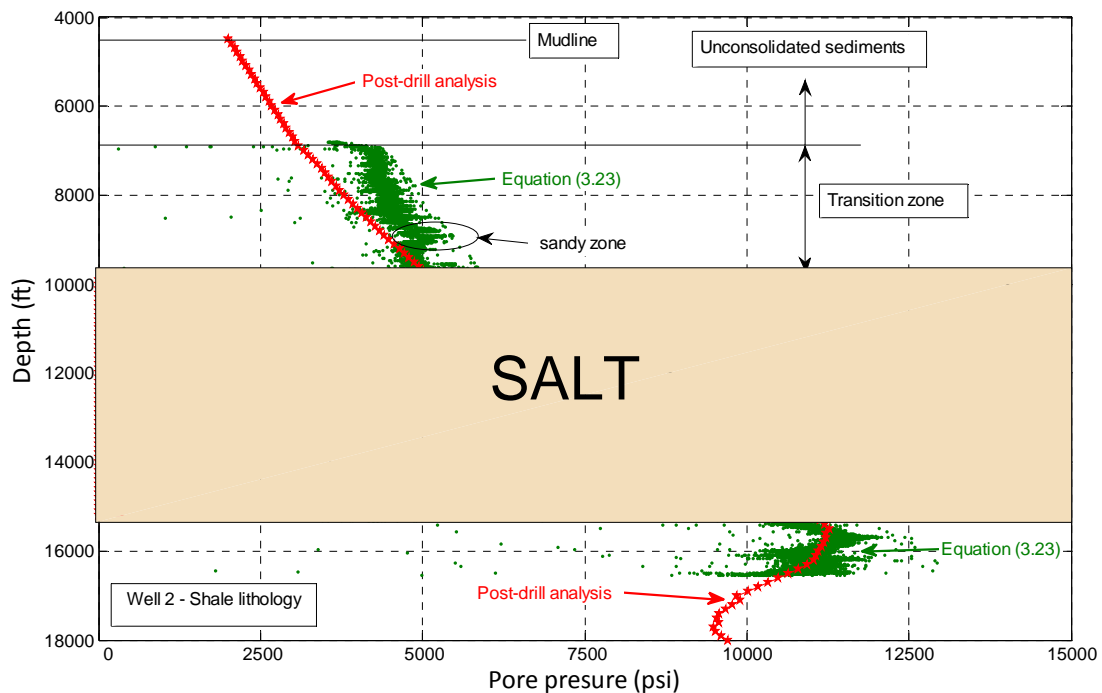 4000
6000
8000
10000
12000
14000
16000
18000
Depth (ft)
Mudline
Unconsolidated sediments
Post-drill analysis
Equation (3.23)
Transition zone
sandy zone
SALT
Equation (3.23)
Post-drill analysis
Well 2 - Shale lithology
0 2500 5000 7500 10000 12500 15000
Pore presure (psi)